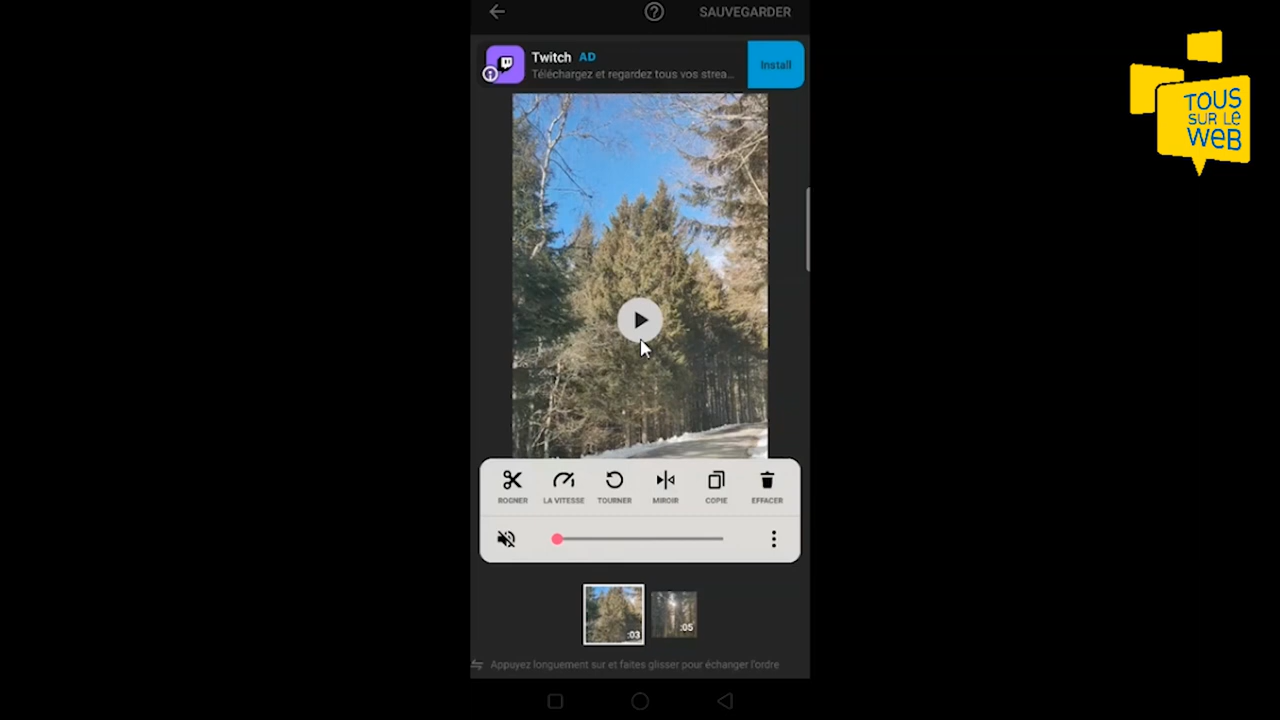 SAUVEGARDER
Twitch AD
Téléchargez et regardez tous vos strea...
Install
TOUS
SUR LE
WEB
ROGNER LA VITESSE TOURNER MIROIR COPIE EFFACER
:03 :05
Appuyez longuement sur et faites glisser pour échanger l'ordre